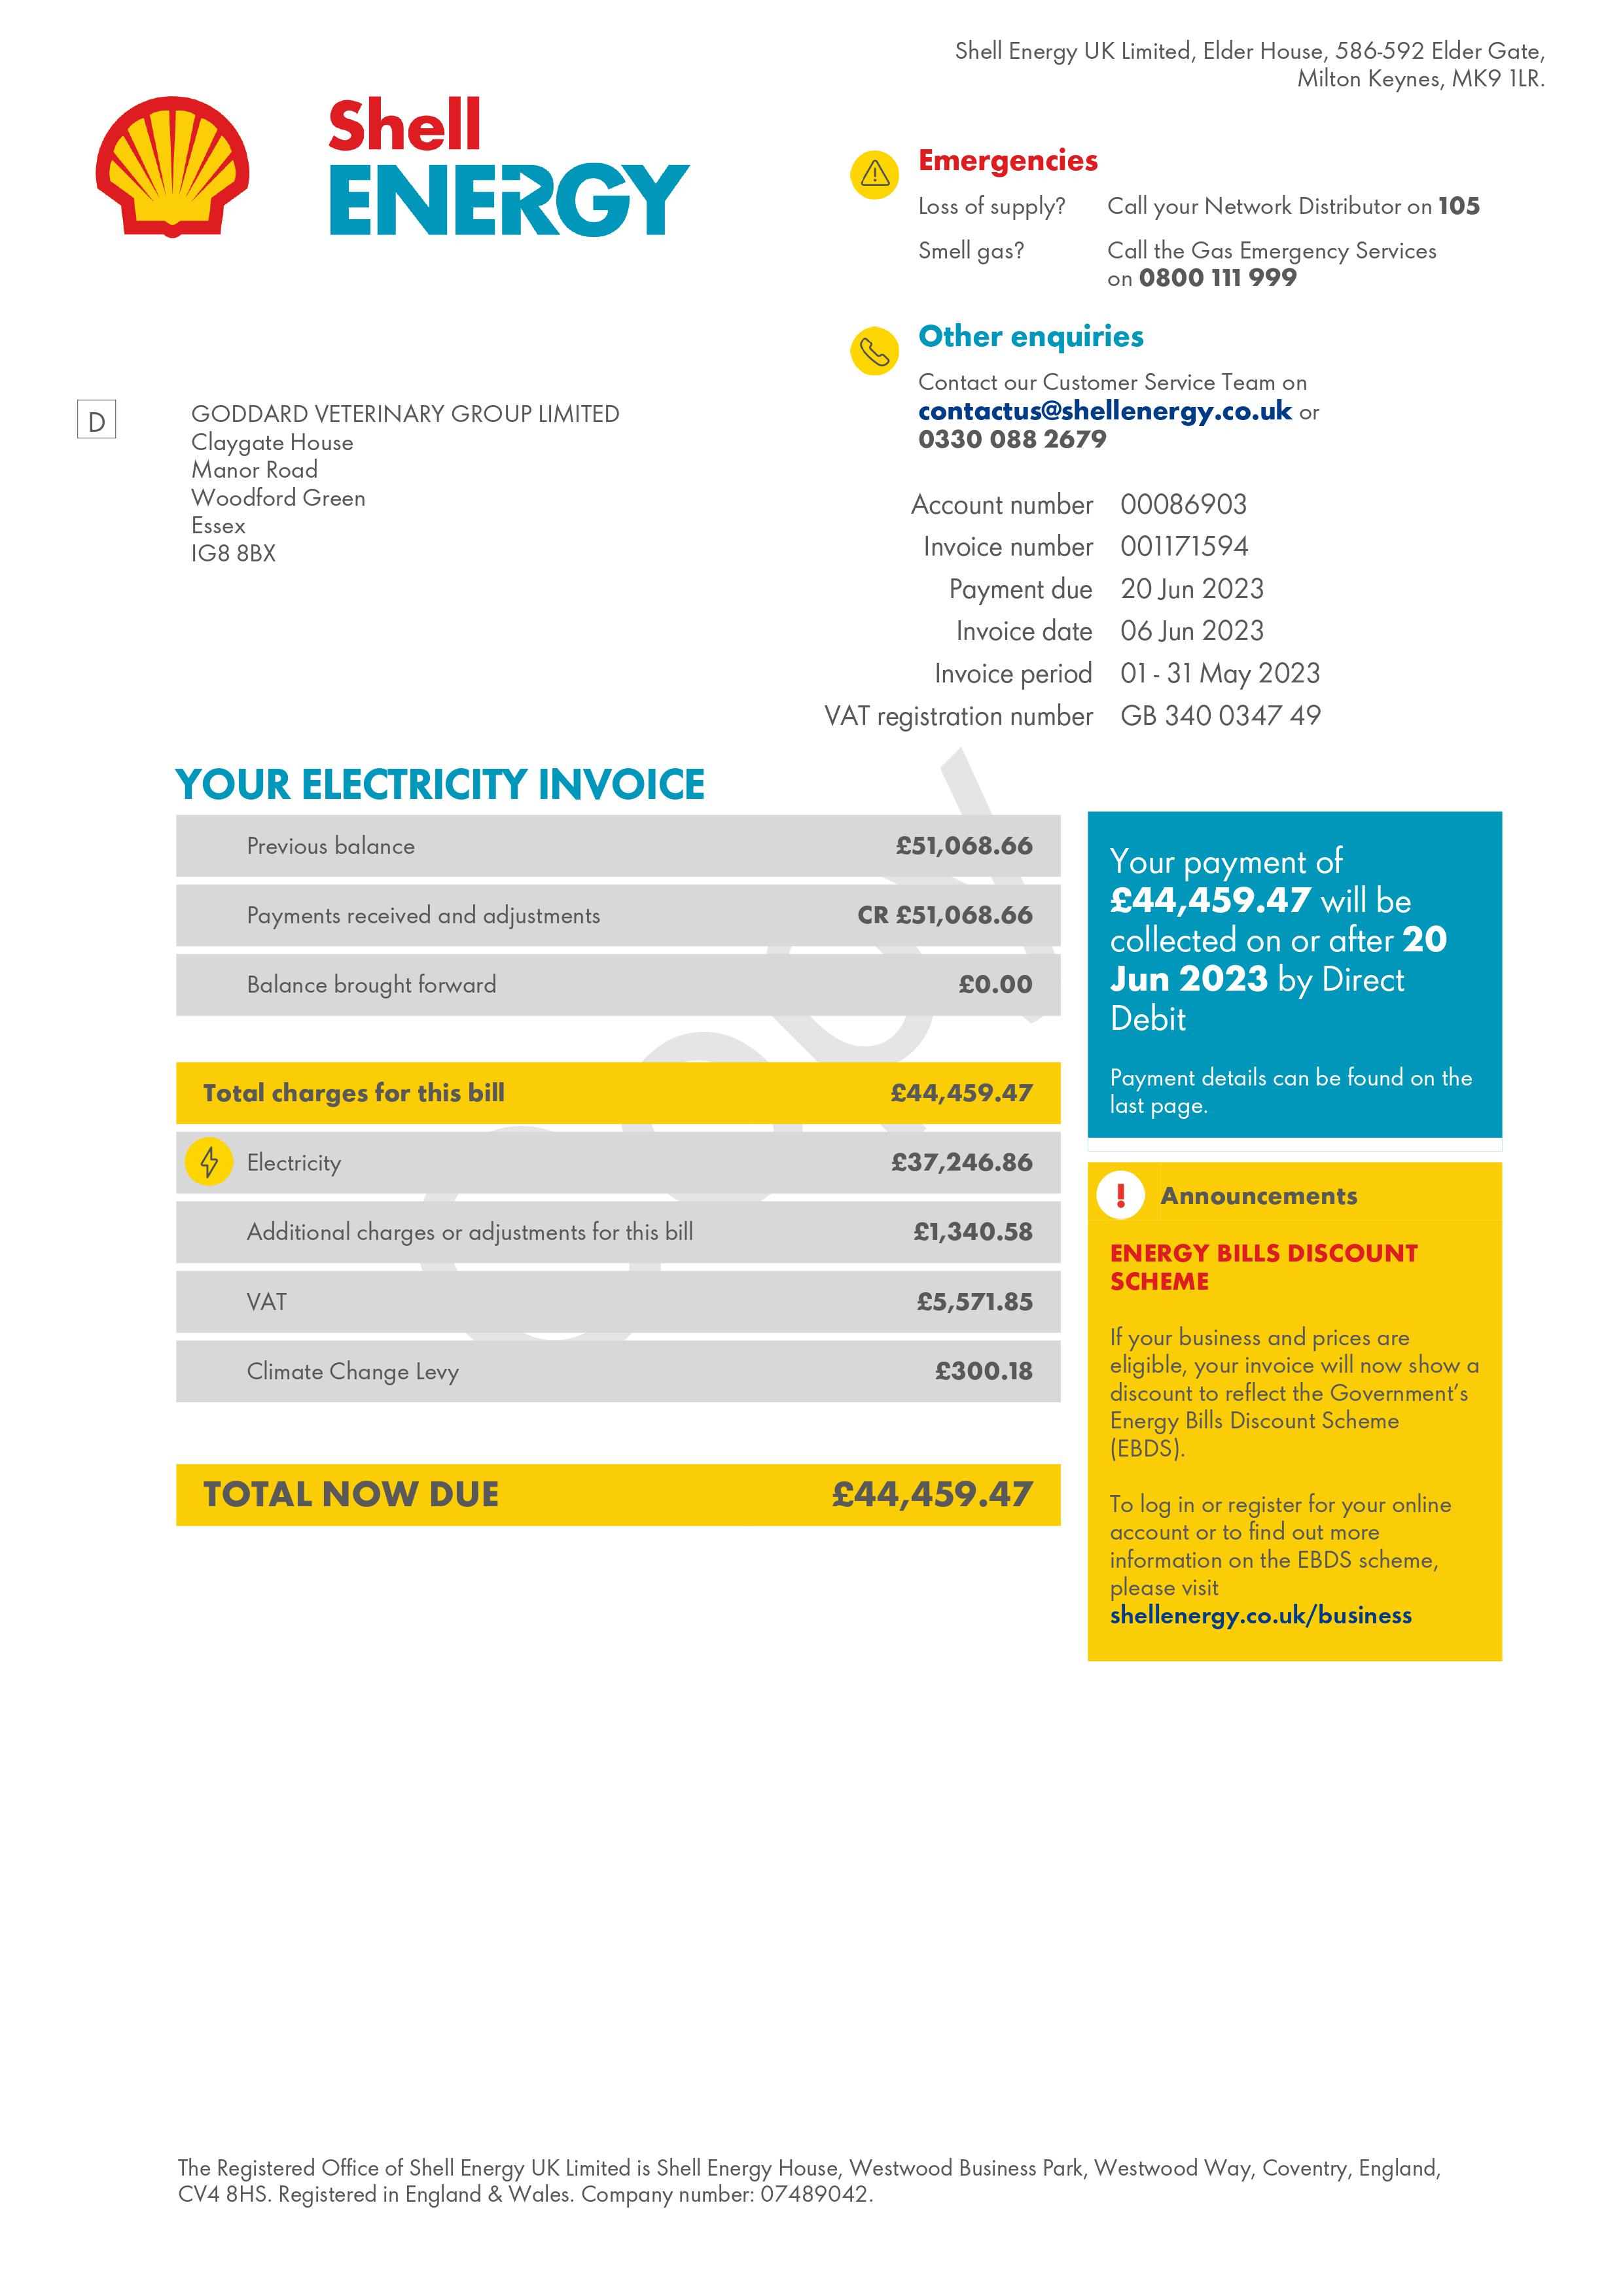 Shell Energy UK Limited, Elder House, 586-592 Elder Gate,
Milton Keynes, MK9 1LR.
Shell
ENERGY
Emergencies
Loss of supply? Call your Network Distributor on 105
Smell gas? Call the Gas Emergency Services
on 0800 111 999
Other enquiries
Contact our Customer Service Team on
contactus@shellenergy.co.uk or
0330 088 2679
D
GODDARD VETERINARY GROUP LIMITED
Claygate House
Manor Road
Woodford Green
Essex
IG8 8BX
Account number 00086903
Invoice number 001171594
Payment due 20 Jun 2023
Invoice date 06 Jun 2023
Invoice period 01 - 31 May 2023
VAT registration number GB 340 0347 49
YOUR ELECTRICITY INVOICE
Previous balance £51,068.66
Payments received and adjustments CR £51,068.66
Balance brought forward £0.00
Total charges for this bill £44,459.47
Electricity £37,246.86
Additional charges or adjustments for this bill £1,340.58
VAT £5,571.85
Climate Change Levy £300.18
TOTAL NOW DUE £44,459.47
Your payment of
£44,459.47 will be
collected on or after 20
Jun 2023 by Direct
Debit
Payment details can be found on the
last page.
! Announcements
ENERGY BILLS DISCOUNT
SCHEME
If your business and prices are
eligible, your invoice will now show a
discount to reflect the Government's
Energy Bills Discount Scheme
(EBDS).
To log in or register for your online
account or to find out more
information on the EBDS scheme,
please visit
shellenergy.co.uk/business
COPY
The Registered Office of Shell Energy UK Limited is Shell Energy House, Westwood Business Park, Westwood Way, Coventry, England,
CV4 8HS. Registered in England & Wales. Company number: 07489042.